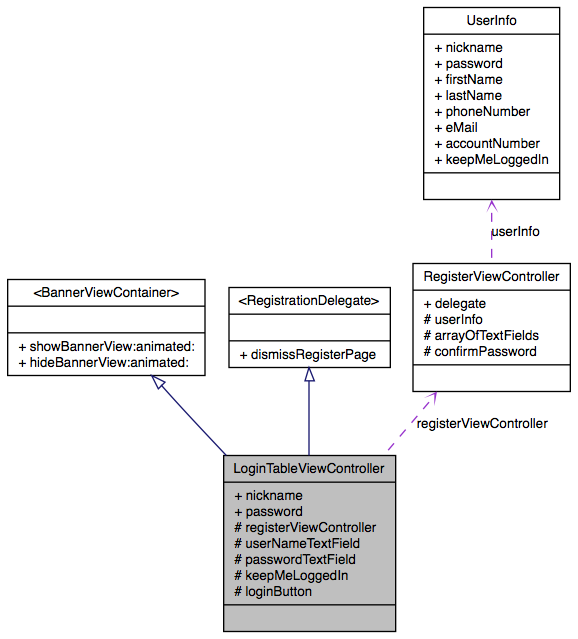 UserInfo
+ nickname
+ password
+ firstName
+ lastName
+ phoneNumber
+ eMail
+ accountNumber
+ keepMeLoggedIn
userInfo
<BannerViewContainer>
+ showBannerView:animated:
+ hideBannerView:animated:
<RegistrationDelegate>
+ dismissRegisterPage
RegisterViewController
+ delegate
# userInfo
# arrayOfTextFields
# confirmPassword
registerViewController
LoginTableViewController
+ nickname
+ password
# registerViewController
# userNameTextField
# passwordTextField
# keepMeLoggedIn
# loginButton